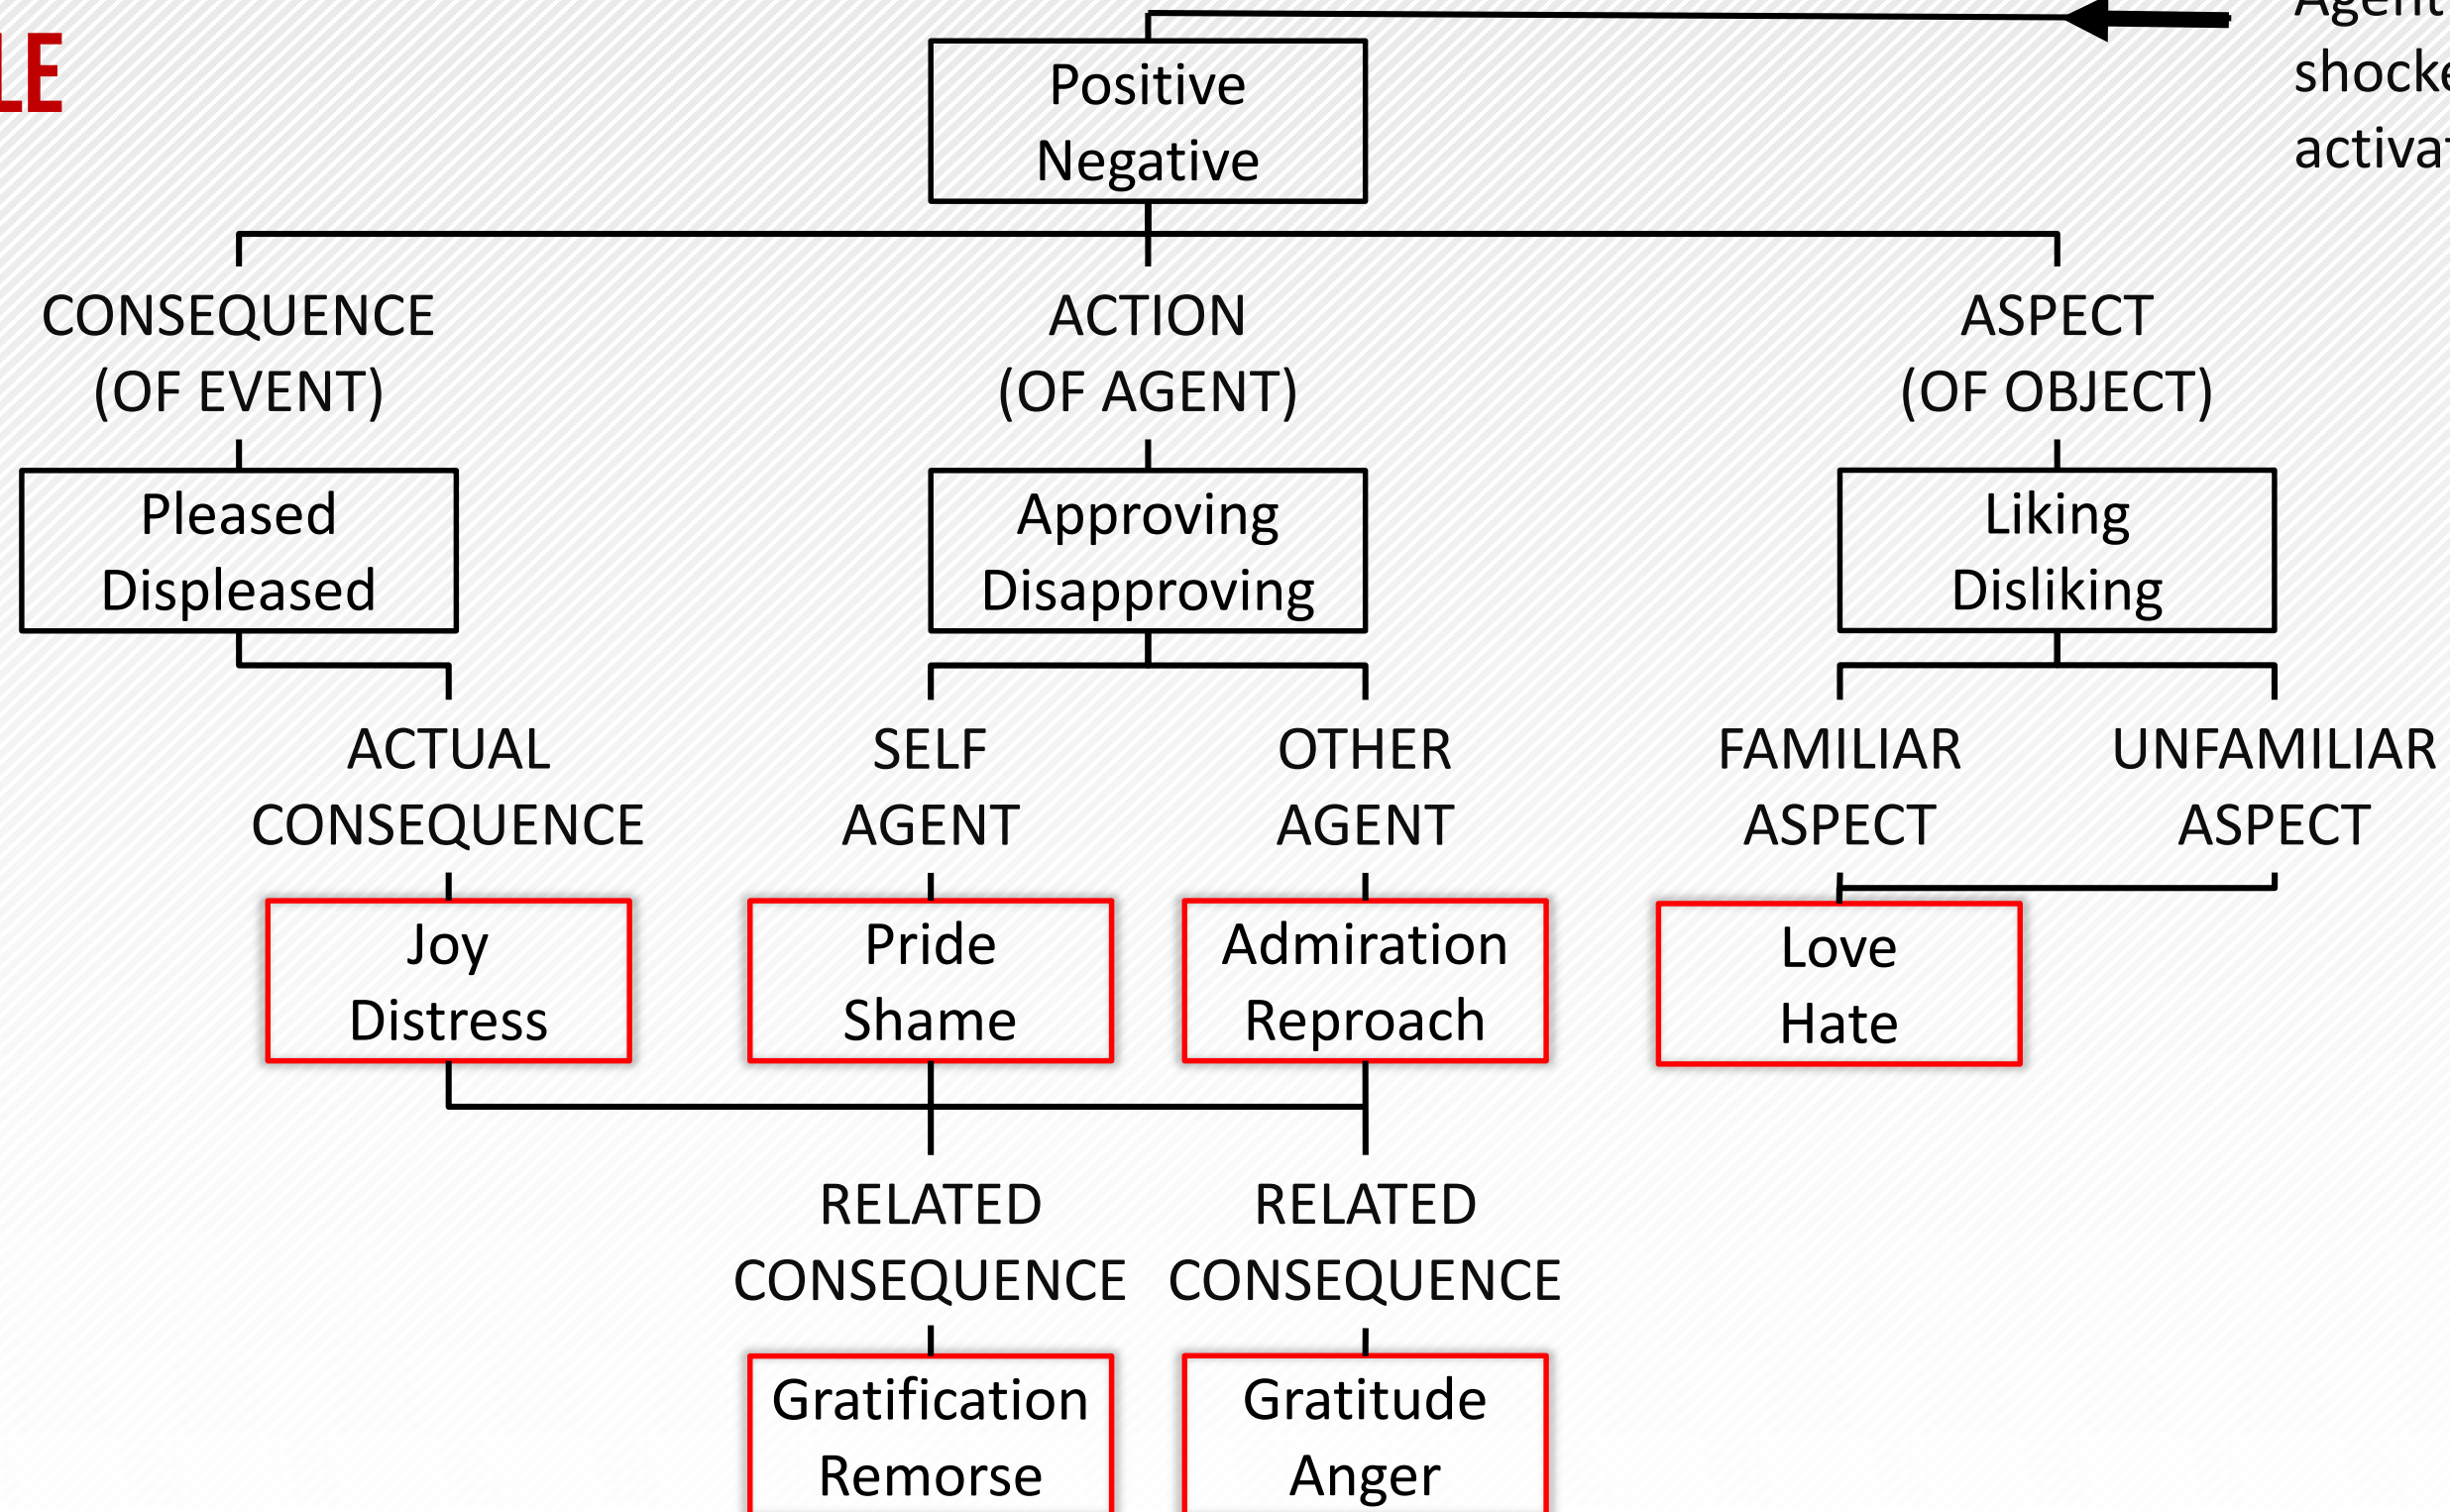 LE
Positive
Negative
CONSEQUENCE
(OF EVENT)
ACTION
(OF AGENT)
ASPECT
(OF OBJECT)
Pleased
Displeased
Approving
Disapproving
Liking
Disliking
ACTUAL
CONSEQUENCE
SELF
AGENT
OTHER
AGENT
FAMILIAR
ASPECT
UNFAMILIAR
ASPECT
Joy
Distress
Pride
Shame
Admiration
Reproach
Love
Hate
RELATED
CONSEQUENCE
RELATED
CONSEQUENCE
Gratification
Remorse
Gratitude
Anger